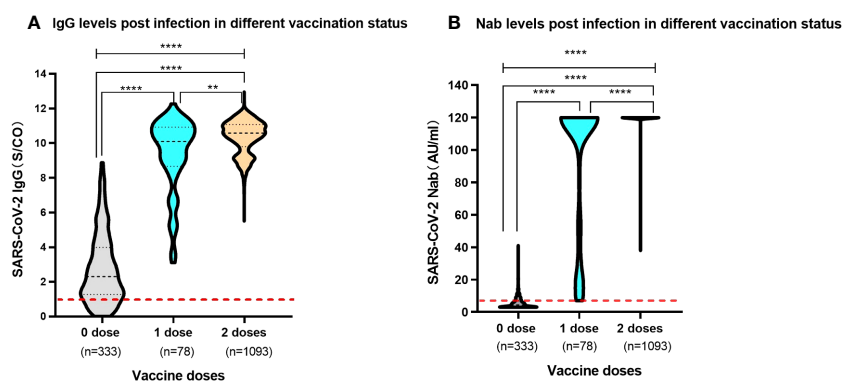 A IgG levels post infection in different vaccination status
****
****
**** **
SARS-CoV-2 IgG(S/CO)
14
12
10
8
6
4
2
0
0 dose 1 dose 2 doses
(n=333) (n=78) (n=1093)
Vaccine doses
B Nab levels post infection in different vaccination status
****
****
**** ****
SARS-CoV-2 Nab(AU/ml)
140
120
100
80
60
40
20
0
0 dose 1 dose 2 doses
(n=333) (n=78) (n=1093)
Vaccine doses